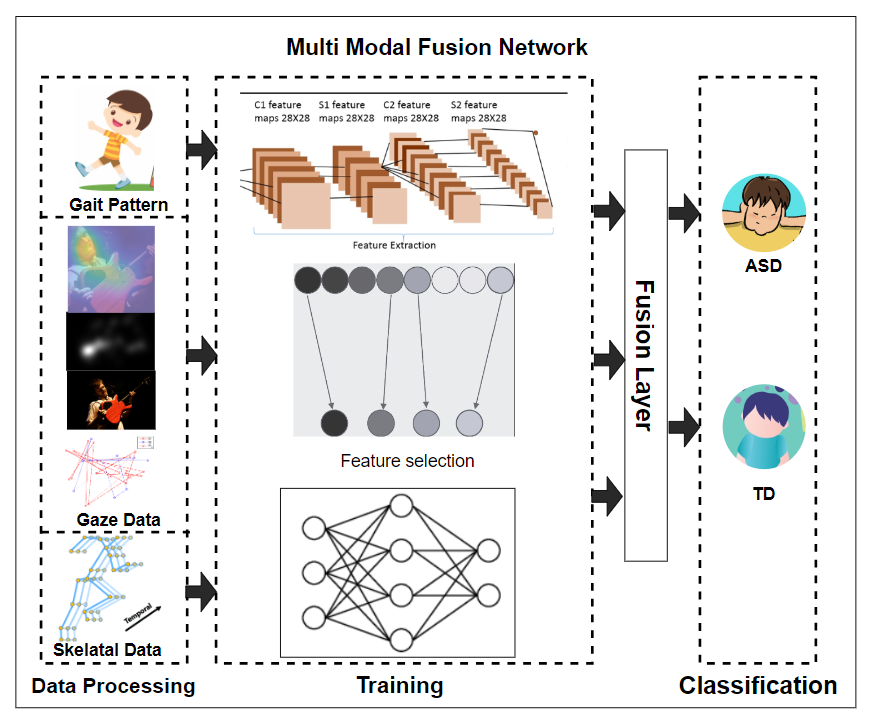 Multi Modal Fusion Network
C1 feature
maps 28X28
S1 feature
maps 28X28
C2 feature
maps 28X28
S2 feature
maps 28X28
Feature Extraction
Gait Pattern
Gaze Data
Temporal
Skelatal Data
Feature selection
Fusion Layer
ASD
TD
Data Processing
Training
Classification